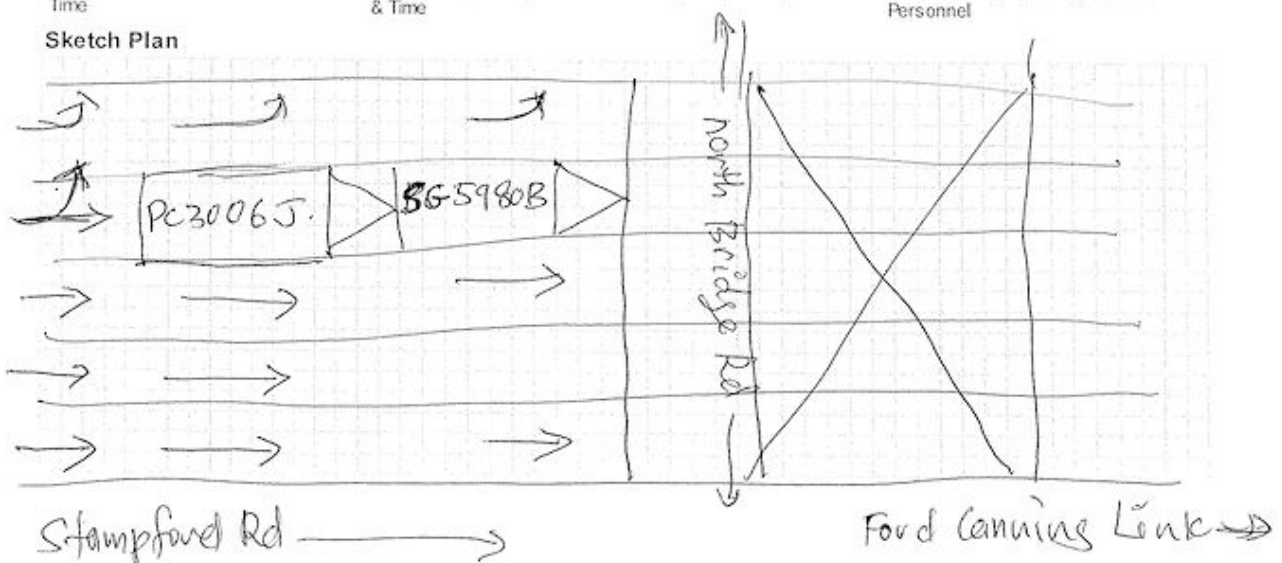 Time & Time Personnel
Sketch Plan
North Bridge Rd
PC3006J. SG5980B
Stampford Rd
Ford Canning Link